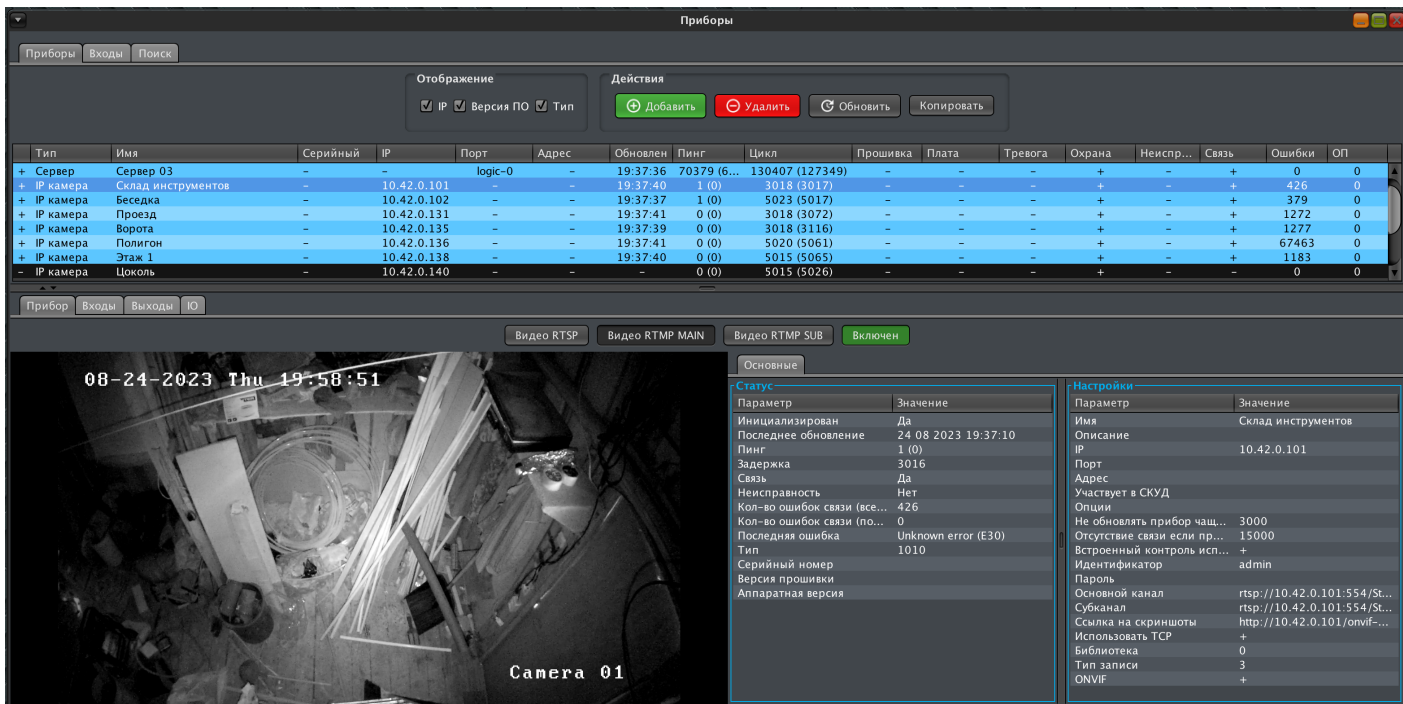 Приборы
Приборы Входы Поиск
Отображение Действия
IP Версия ПО Тип Добавить Удалить Обновить Копировать
Тип Имя Серийный IP Порт Адрес Обновлен Пинг Цикл Прошивка Плата Тревога Охрана Неиспр... Связь Ошибки ОП
+ Сервер Сервер 03 – – logic-0 – 19:37:36 70379 (6... 130407 (127349) – – – + – + 0 0
+ IP камера Склад инструментов – 10.42.0.101 – – 19:37:40 1 (0) 3018 (3017) – – – + – + 426 0
+ IP камера Беседка – 10.42.0.102 – – 19:37:37 1 (0) 5023 (5017) – – – + – + 379 0
+ IP камера Проезд – 10.42.0.131 – – 19:37:41 0 (0) 3018 (3072) – – – + – + 1272 0
+ IP камера Ворота – 10.42.0.135 – – 19:37:39 0 (0) 3018 (3116) – – – + – + 1277 0
+ IP камера Полигон – 10.42.0.136 – – 19:37:41 0 (0) 5020 (5061) – – – + – + 67463 0
+ IP камера Этаж 1 – 10.42.0.138 – – 19:37:40 0 (0) 5015 (5065) – – – + – + 1183 0
– IP камера Цоколь – 10.42.0.140 – – – 0 (0) 5015 (5026) – – – + – – 0 0
Прибор Входы Выходы IO
Видео RTSP Видео RTMP MAIN Видео RTMP SUB Включен
08-24-2023 Thu 19:58:51
Camera 01
Основные
Статус
Параметр Значение
Инициализирован Да
Последнее обновление 24 08 2023 19:37:10
Пинг 1 (0)
Задержка 3016
Связь Да
Неисправность Нет
Кол-во ошибок связи (все... 426
Кол-во ошибок связи (по... 0
Последняя ошибка Unknown error (E30)
Тип 1010
Серийный номер
Версия прошивки
Аппаратная версия
Настройки
Параметр Значение
Имя Склад инструментов
Описание
IP 10.42.0.101
Порт
Адрес
Участвует в СКУД
Опции
Не обновлять прибор чащ... 3000
Отсутствие связи если пр... 15000
Встроенный контроль исп... +
Идентификатор admin
Пароль
Основной канал rtsp://10.42.0.101:554/St...
Субканал rtsp://10.42.0.101:554/St...
Ссылка на скриншоты http://10.42.0.101/onvif-...
Использовать TCP +
Библиотека 0
Тип записи 3
ONVIF +